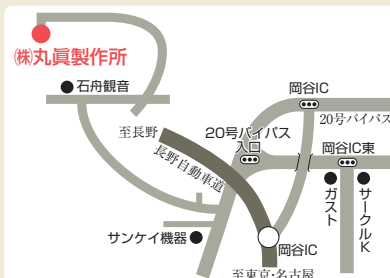 ㈱丸眞製作所
石舟観音
岡谷IC
20号バイパス
至長野
20号バイパス
入口
岡谷IC東
長野自動車道
ガスト
サークルK
サンケイ機器
岡谷IC
至東京・名古屋